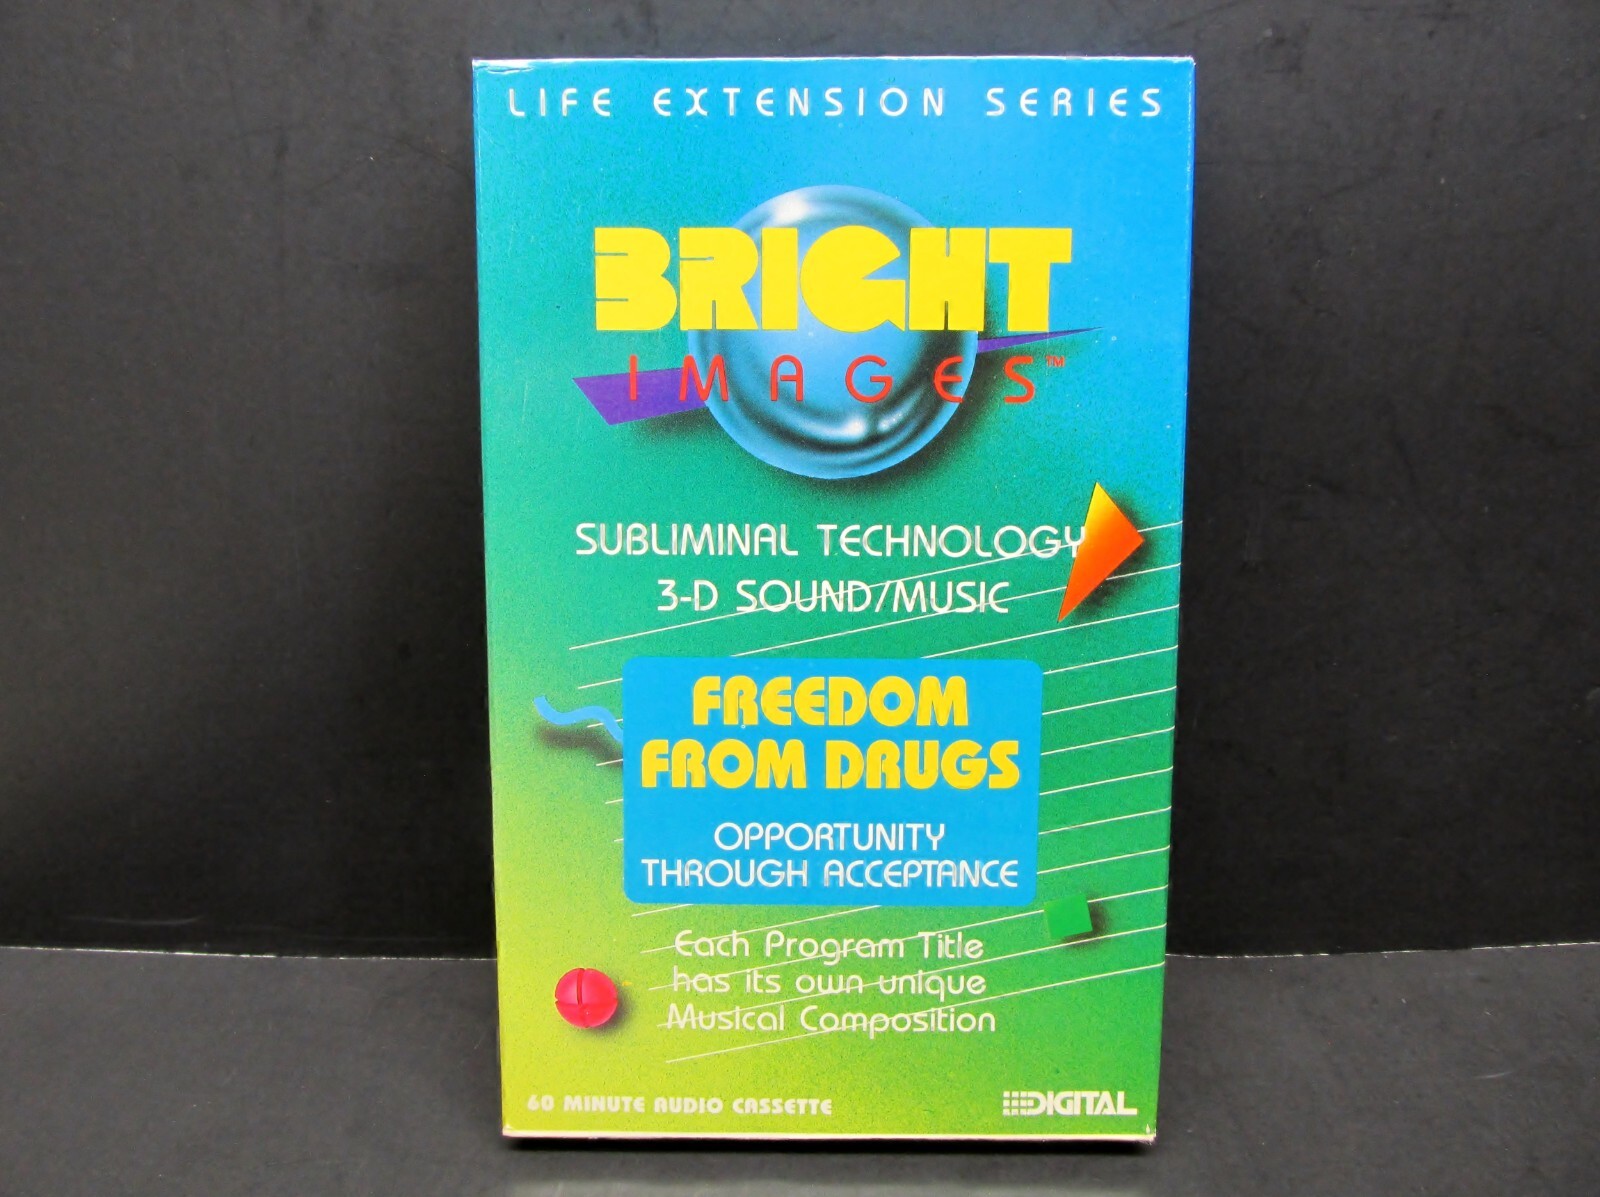 LIFE EXTENSION SERIES
BRIGHT
IMAGES™
SUBLIMINAL TECHNOLOGY
3-D SOUND/MUSIC
FREEDOM
FROM DRUGS
OPPORTUNITY
THROUGH ACCEPTANCE
Each Program Title
has its own unique
Musical Composition
60 MINUTE AUDIO CASSETTE
DIGITAL